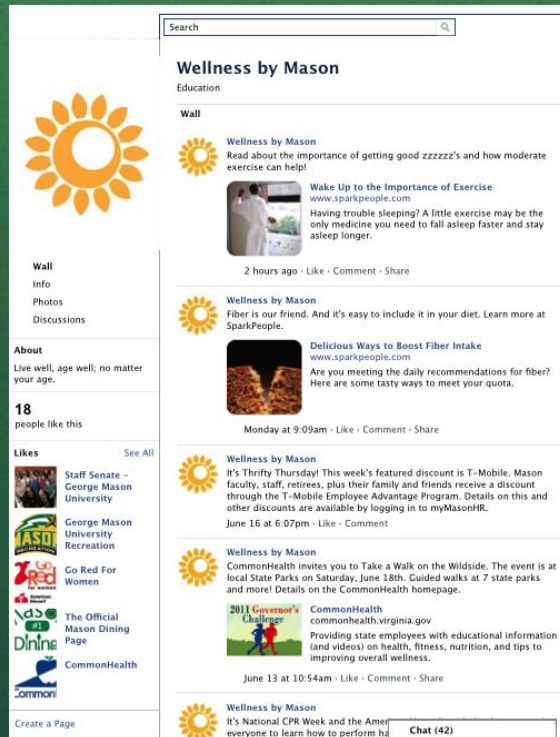 Search
Wellness by Mason
Education
Wall
Wellness by Mason
Read about the importance of getting good zzzzzz's and how moderate
exercise can help!
Wake Up to the Importance of Exercise
www.sparkpeople.com
Having trouble sleeping? A little exercise may be the
only medicine you need to fall asleep faster and stay
asleep longer.
2 hours ago · Like · Comment · Share
Wellness by Mason
Fiber is our friend. And it's easy to include it in your diet. Learn more at
SparkPeople.
Delicious Ways to Boost Fiber Intake
www.sparkpeople.com
Are you meeting the daily recommendations for fiber?
Here are some tasty ways to meet your quota.
Monday at 9:09am · Like · Comment · Share
Wellness by Mason
It's Thrifty Thursday! This week's featured discount is T-Mobile. Mason
faculty, staff, retirees, plus their family and friends receive a discount
through the T-Mobile Employee Advantage Program. Details on this and
other discounts are available by logging in to myMasonHR.
June 16 at 6:07pm · Like · Comment
Wellness by Mason
CommonHealth invites you to Take a Walk on the Wildside. The event is at
local State Parks on Saturday, June 18th. Guided walks at 7 state parks
and more! Details on the CommonHealth homepage.
2011 Governor's
Challenge
CommonHealth
commonhealth.virginia.gov
Providing state employees with educational information
(and videos) on health, fitness, nutrition, and tips to
improving overall wellness.
June 13 at 10:54am · Like · Comment · Share
Wellness by Mason
It's National CPR Week and the Amer
everyone to learn how to perform ha
Chat (42)
Wall
Info
Photos
Discussions
About
Live well, age well; no matter
your age.
18
people like this
Likes
See All
Staff Senate -
George Mason
University
MASO
RECREATION
George Mason
University
Recreation
Go
Red
for women
Go Red For
Women
American
#1
Dining
The Official
Mason Dining
Page
Common
CommonHealth
Create a Page